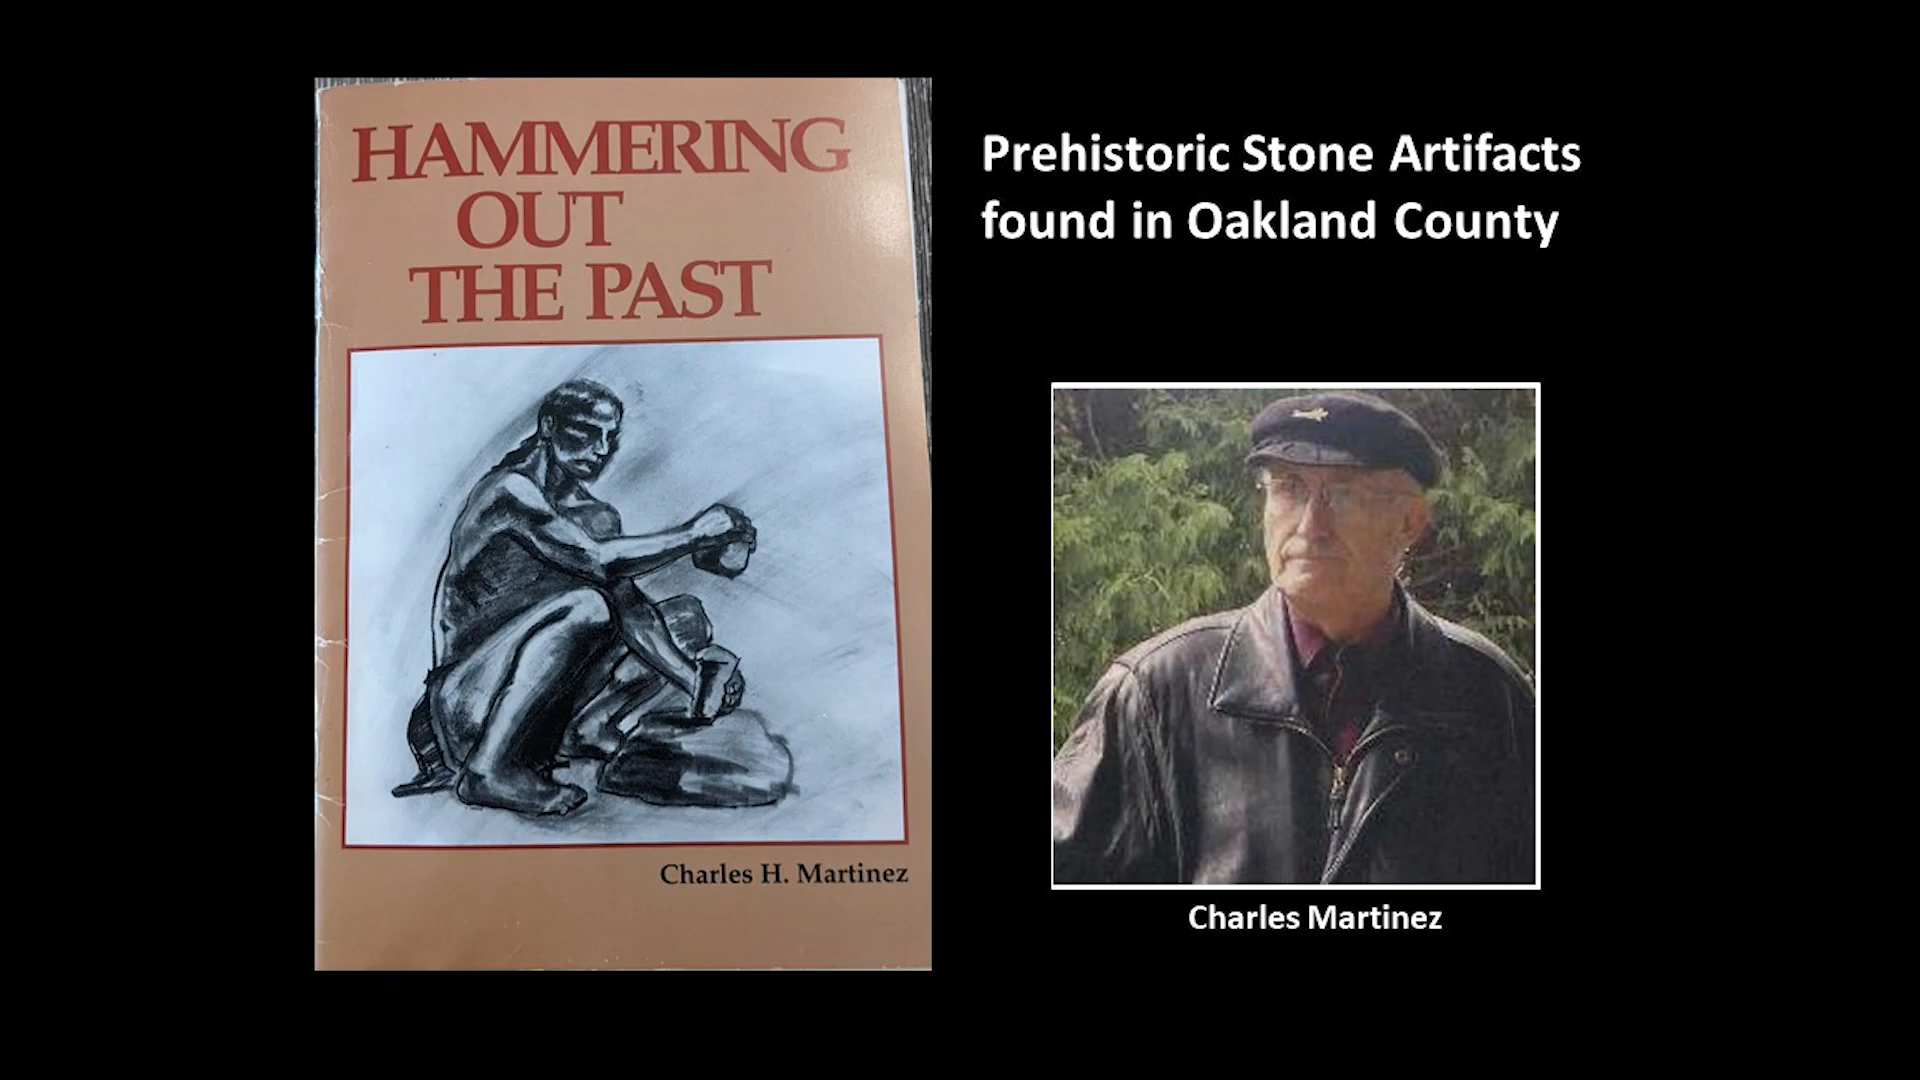 HAMMERING
OUT
THE PAST
Charles H. Martinez
Prehistoric Stone Artifacts
found in Oakland County
Charles Martinez